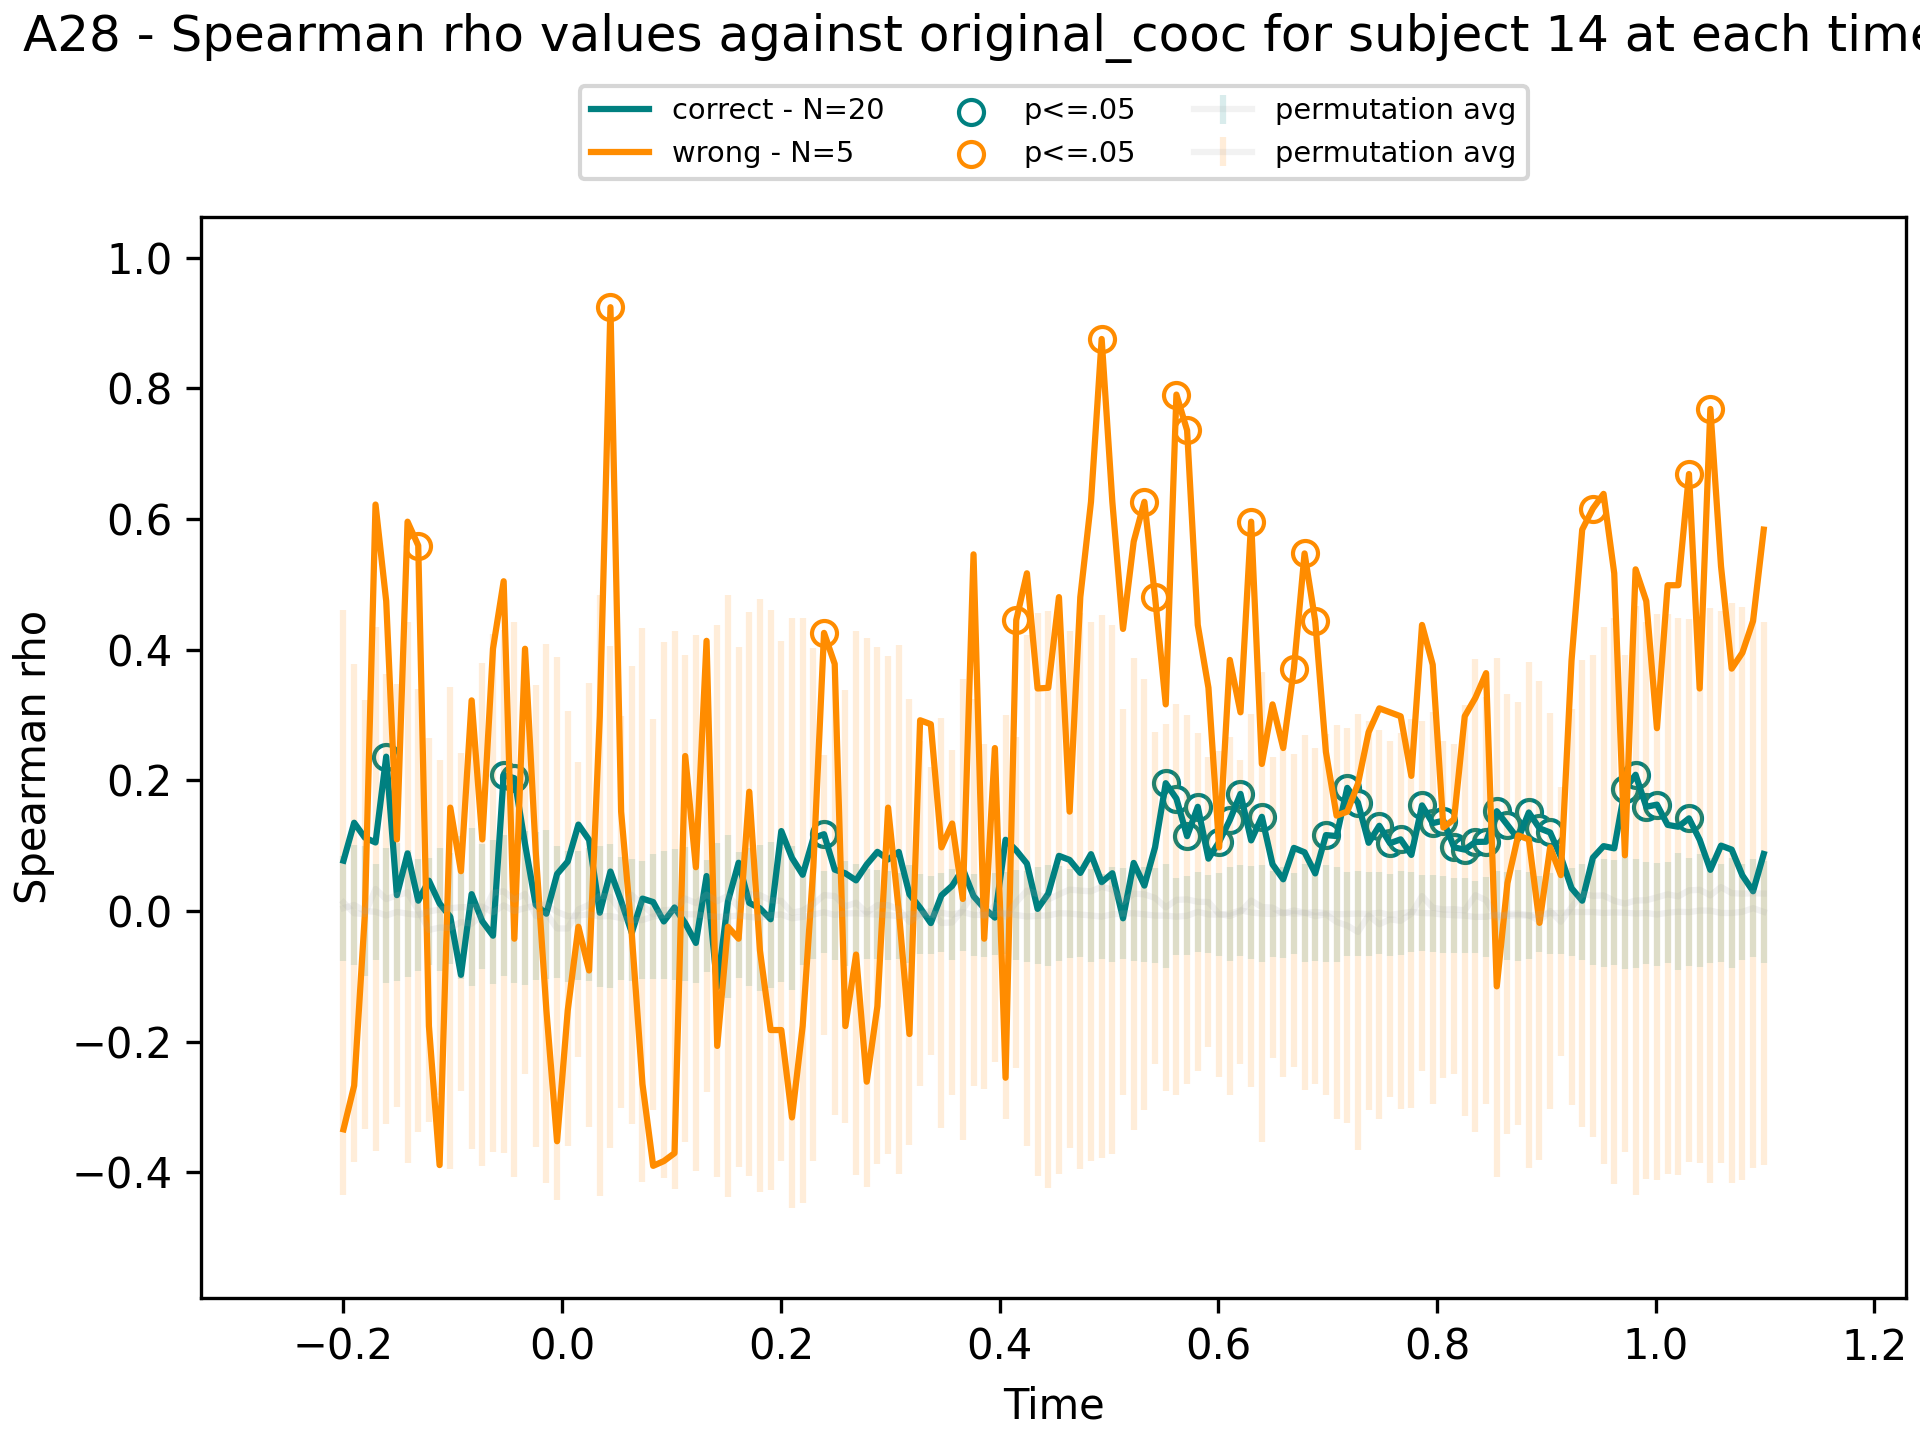 A28 - Spearman rho values against original_cooc for subject 14 at each time
correct - N=20
wrong - N=5
p<=.05
p<=.05
permutation avg
permutation avg
1.0
0.8
0.6
0.4
0.2
0.0
−0.2
−0.4
Spearman rho
−0.2
0.0
0.2
0.4
0.6
0.8
1.0
1.2
Time